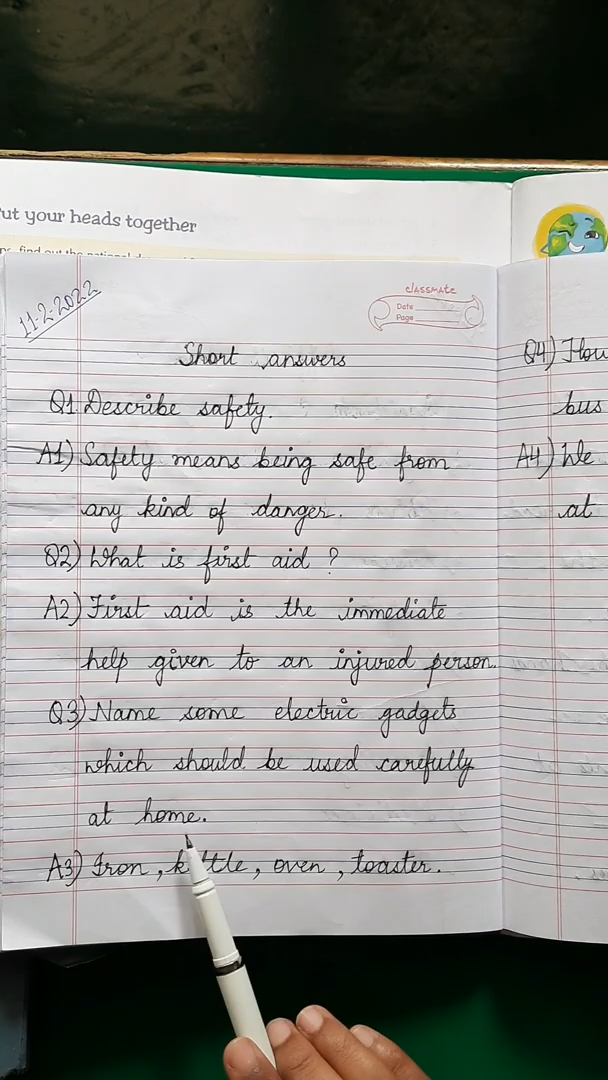 ut your heads together
11-2-2022
classmate
Date
Page
Short answers
Q1 Describe safety.
A1) Safety means being safe from
any kind of danger.
Q2) What is first aid ?
A2) First aid is the immediate
help given to an injured person.
Q3) Name some electric gadgets
which should be used carefully
at home.
A3) Iron, kettle, oven, toaster.
Q4) How
bus
A4) We
at